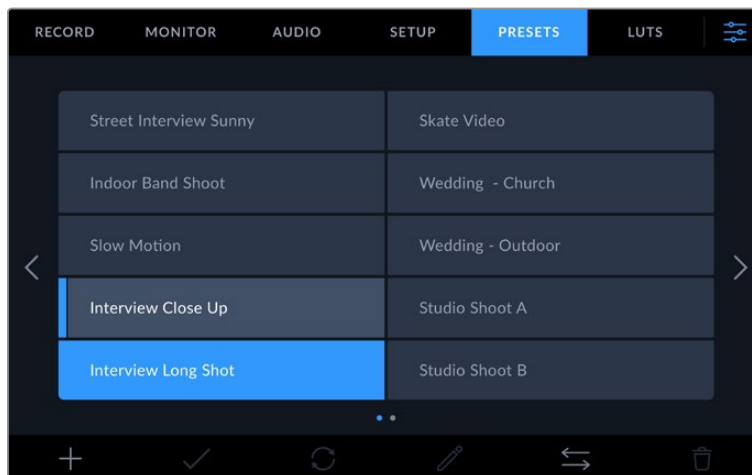 RECORD MONITOR AUDIO SETUP PRESETS LUTS
Street Interview Sunny
Skate Video
Indoor Band Shoot
Wedding - Church
Slow Motion
Wedding - Outdoor
Interview Close Up
Studio Shoot A
Interview Long Shot
Studio Shoot B